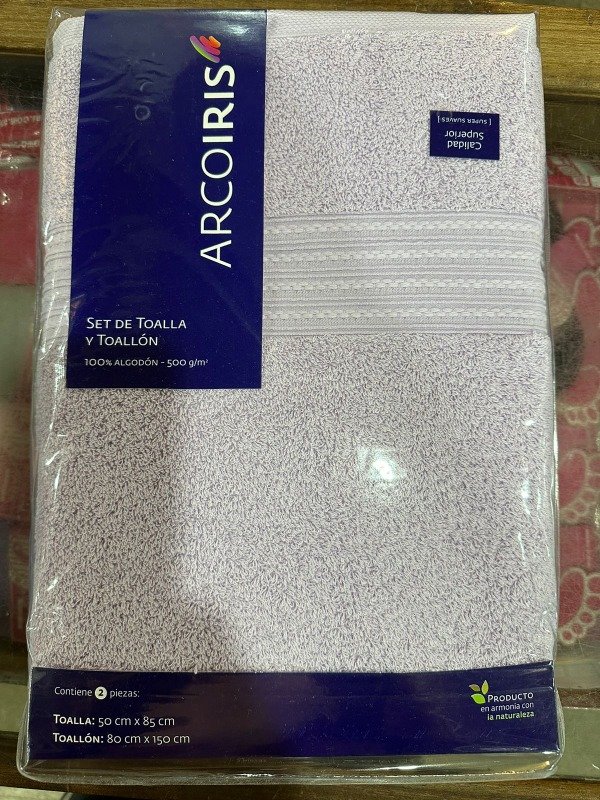 ARCOIRIS
SET DE TOALLA
Y TOALLÓN
100% ALGODÓN - 500 g/m²
Calidad
Superior
[ SUPER SUAVES ]
Contiene 2 piezas:
TOALLA: 50 cm x 85 cm
TOALLÓN: 80 cm x 150 cm
PRODUCTO
en armonía con
la naturaleza